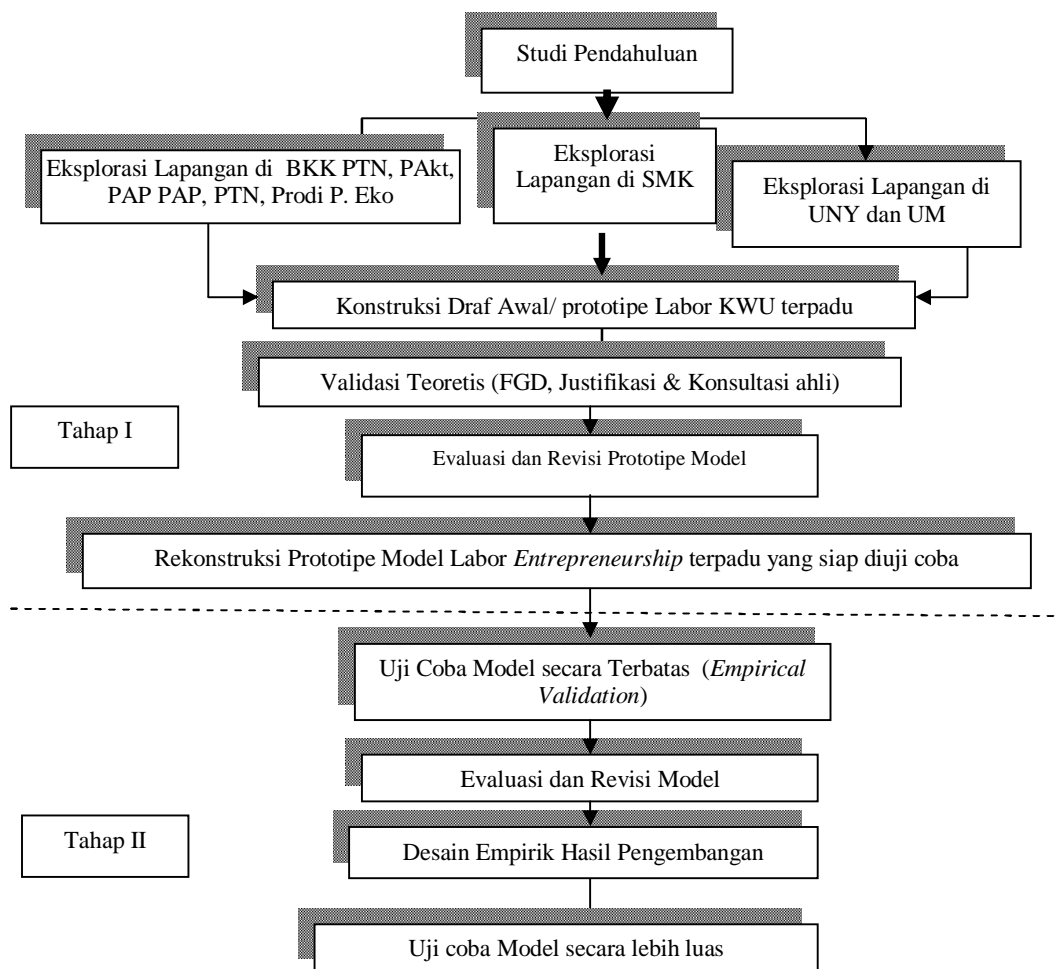 Studi Pendahuluan
Eksplorasi Lapangan di BKK PTN, PAkt,
PAP PAP, PTN, Prodi P. Eko
Eksplorasi
Lapangan di SMK
Eksplorasi Lapangan di
UNY dan UM
Konstruksi Draf Awal/ prototipe Labor KWU terpadu
Validasi Teoretis (FGD, Justifikasi & Konsultasi ahli)
Tahap I
Evaluasi dan Revisi Prototipe Model
Rekonstruksi Prototipe Model Labor Entrepreneurship terpadu yang siap diuji coba
Uji Coba Model secara Terbatas (Empirical
Validation)
Evaluasi dan Revisi Model
Tahap II
Desain Empirik Hasil Pengembangan
Uji coba Model secara lebih luas